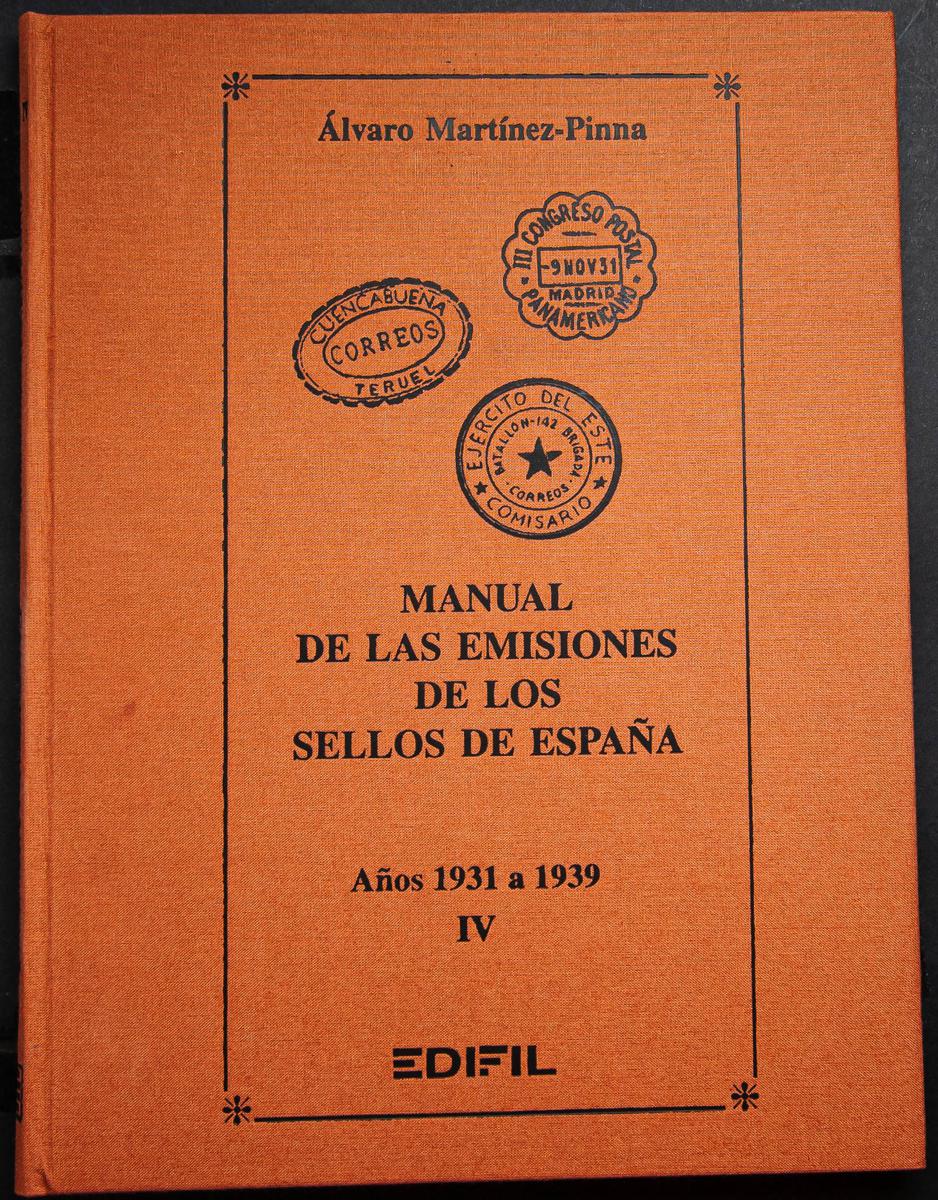 Álvaro Martínez-Pinna
III CONGRESO POSTAL
-9 NOV 31
MADRID
PANAMERICANO
CUENCABUENA
CORREOS
TERUEL
EJERCITO DEL ESTE
BATALLÓN-142 BRIGADA
CORREOS
COMISARIO
MANUAL
DE LAS EMISIONES
DE LOS
SELLOS DE ESPAÑA
Años 1931 a 1939
IV
EDIFIL